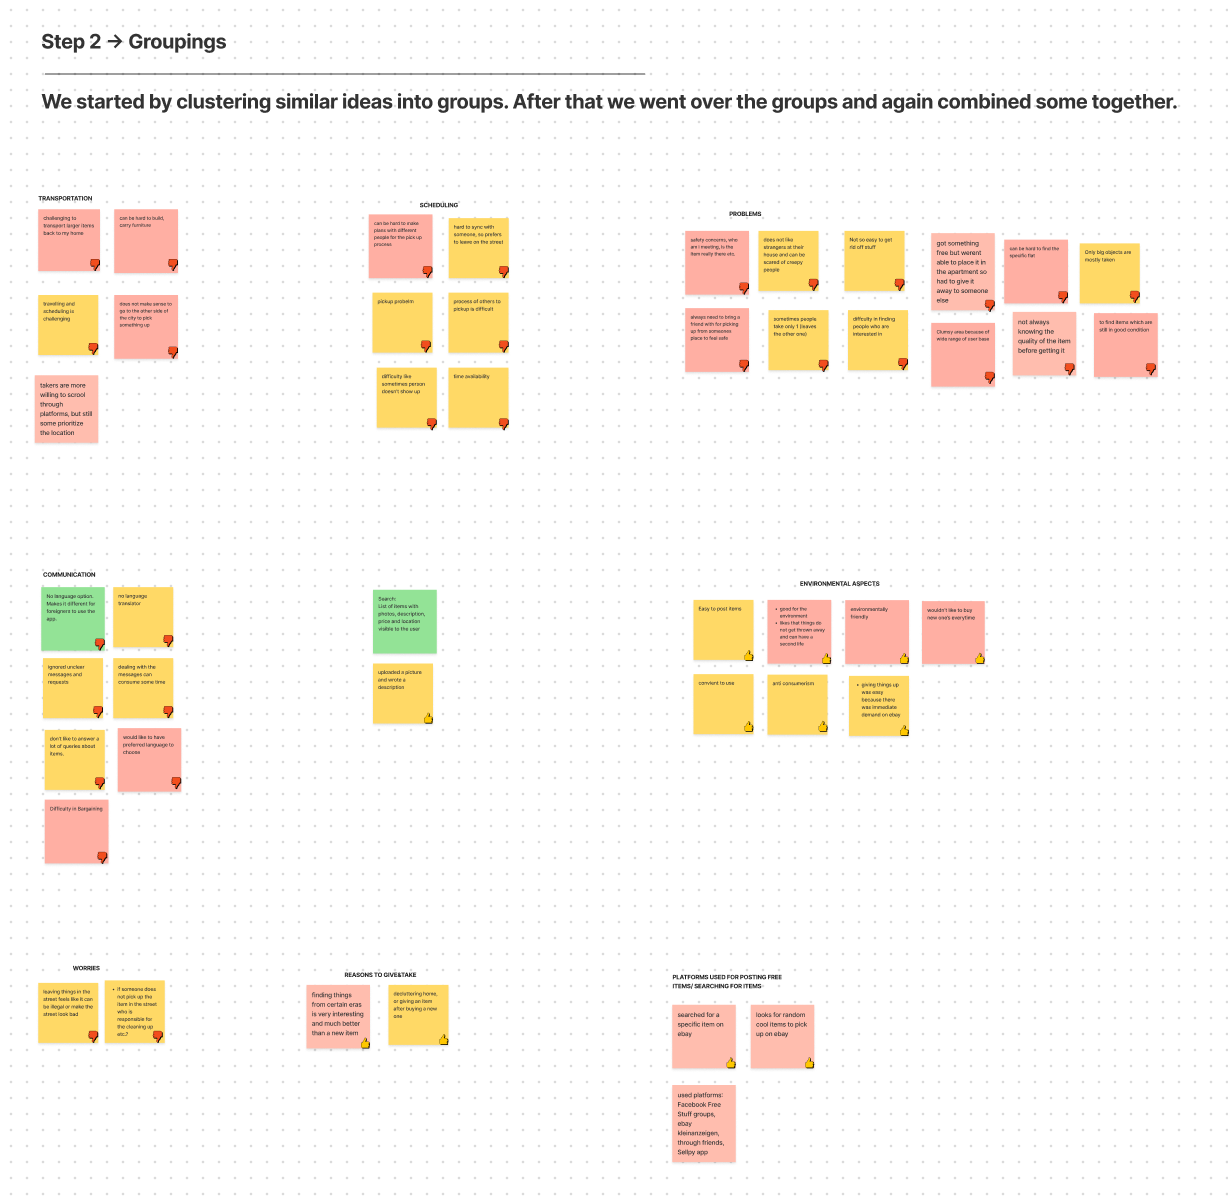 Step 2 → Groupings
We started by clustering similar ideas into groups. After that we went over the groups and again combined some together.
TRANSPORTATION
challenging to
transport larger items
back to my home
can be hard to build,
carry furniture
travelling and
scheduling is
challenging
does not make sense to
go to the other side of
the city to pick
something up
takers are more
willing to scrool
through
platforms, but still
some prioritize
the location
SCHEDULING
can be hard to make
plans with different
people for the pick up
process
hard to sync with
someone, so prefers
to leave on the street
pickup probelm
process of others to
pickup is difficult
difficulty like
sometimes person
doesn't show up
time availability
PROBLEMS
safety concerns, who
am i meeting, is the
item really there etc.
does not like
strangers at their
house and can be
scared of creepy
people
Not so easy to get
rid off stuff
always need to bring a
friend with for picking
up from someones
place to feel safe
sometimes people
take only 1 (leaves
the other one)
difficulty in finding
people who are
interested in
got something
free but werent
able to place it in
the apartment so
had to give it
away to someone
else
can be hard to find the
specific flat
Only big objects are
mostly taken
Clumsy area because of
wide range of user base
not always
knowing the
quality of the item
before getting it
to find items which are
still in good condition
COMMUNICATION
No language option.
Makes it different for
foreigners to use the
app.
no language
translator
ignored unclear
messages and
requests
dealing with the
messages can
consume some time
don't like to answer a
lot of queries about
items.
would like to have
preferred language to
choose
Difficulty in Bargaining
Search:
List of items with
photos, description,
price and location
visible to the user
uploaded a picture
and wrote a
description
ENVIRONMENTAL ASPECTS
Easy to post items
• good for the
environment
• likes that things do
not get thrown away
and can have a
second life
environmentally
friendly
wouldn't like to buy
new one's everytime
convient to use
anti consumerism
• giving things up
was easy
because there
was immediate
demand on ebay
WORRIES
leaving things in the
street feels like it can
be illegal or make the
street look bad
• if someone does
not pick up the
item in the street
who is
responsible for
the cleaning up
etc?
REASONS TO GIVE&TAKE
finding things
from certain eras
is very interesting
and much better
than a new item
decluttering home,
or giving an item
after buying a new
one
PLATFORMS USED FOR POSTING FREE
ITEMS/ SEARCHING FOR ITEMS
searched for a
specific item on
ebay
looks for random
cool items to pick
up on ebay
used platforms:
Facebook Free
Stuff groups,
ebay
kleinanzeigen,
through friends,
Sellpy app